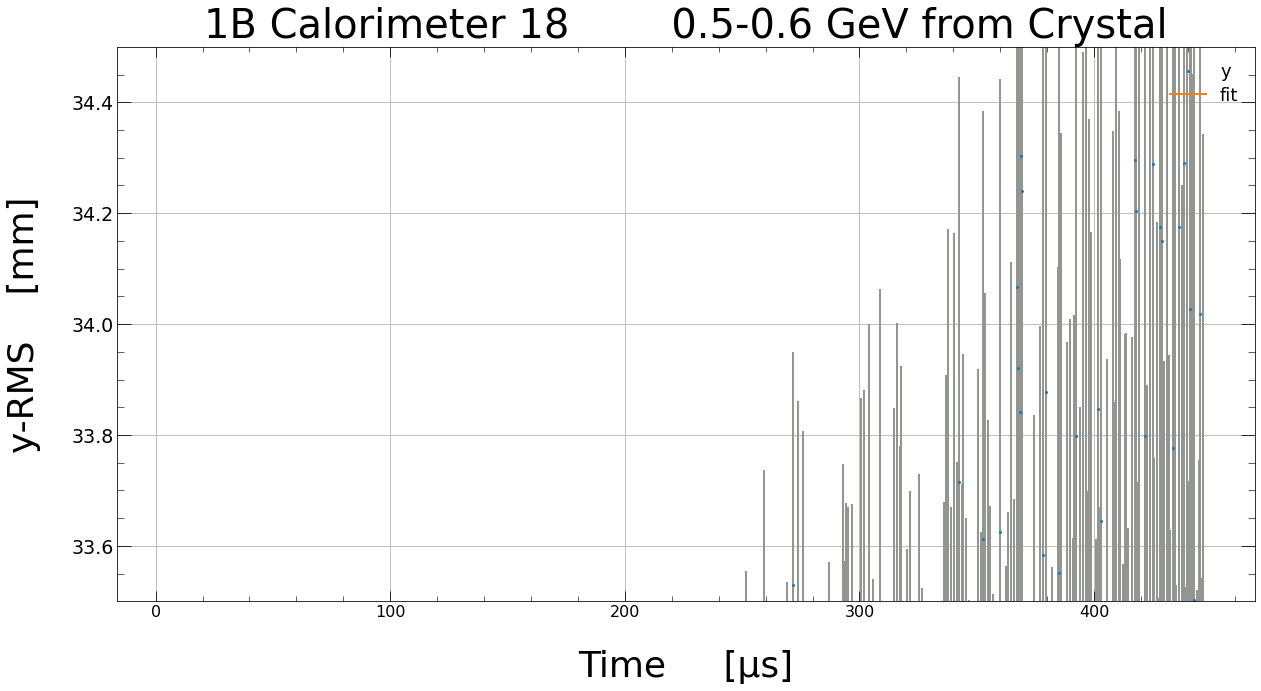 1B Calorimeter 18 0.5-0.6 GeV from Crystal
y
fit
34.4
34.2
34.0
33.8
33.6
y-RMS [mm]
0 100 200 300 400
Time [μs]